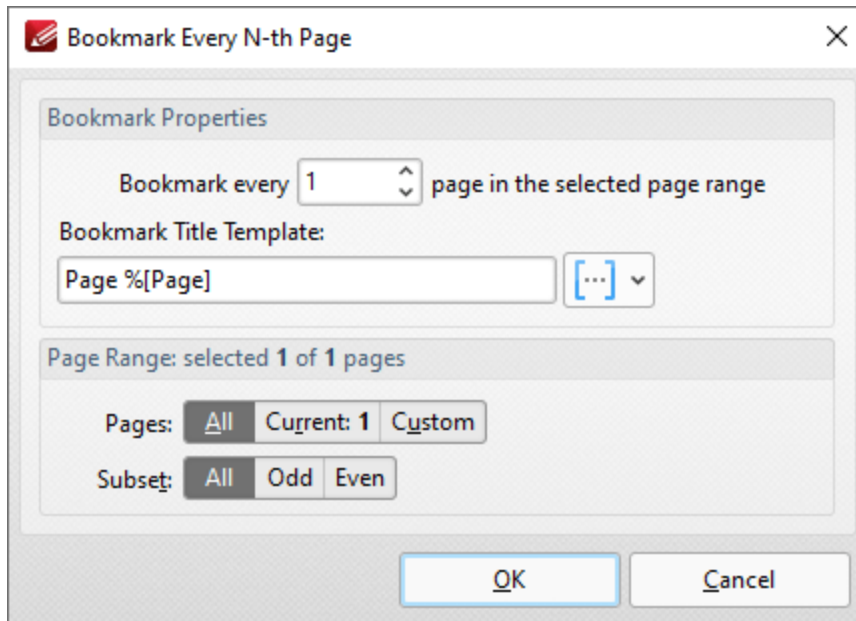 Bookmark Every N-th Page
Bookmark Properties
Bookmark every 1 page in the selected page range
Bookmark Title Template:
Page %[Page]
Page Range: selected 1 of 1 pages
Pages: All Current: 1 Custom
Subset: All Odd Even
OK Cancel